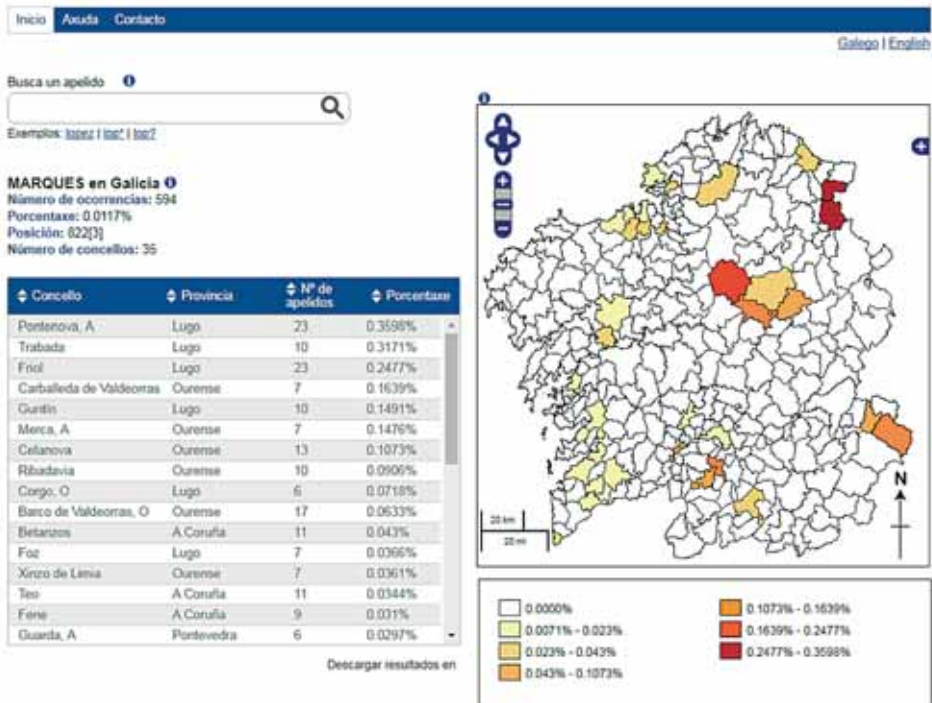 Inicio Axuda Contacto
Galego | English
Busca un apelido
Exemplos: lopez | lop* | lop?
MARQUES en Galicia
Número de ocorrencias: 594
Porcentaxe: 0.0117%
Posición: 822[3]
Número de concellos: 35
Concello Provincia Nº de apelidos Porcentaxe
Pontenova, A Lugo 23 0.3598%
Trabada Lugo 10 0.3171%
Friol Lugo 23 0.2477%
Carballeda de Valdeorras Ourense 7 0.1639%
Guntín Lugo 10 0.1491%
Merca, A Ourense 7 0.1476%
Celanova Ourense 13 0.1073%
Ribadavia Ourense 10 0.0906%
Corgo, O Lugo 6 0.0718%
Barco de Valdeorras, O Ourense 17 0.0633%
Betanzos A Coruña 11 0.043%
Foz Lugo 7 0.0366%
Xinzo de Limia Ourense 7 0.0361%
Teo A Coruña 11 0.0344%
Fene A Coruña 9 0.031%
Guarda, A Pontevedra 6 0.0297%
Descargar resultados en
N
20 km
20 mi
0.0000%
0.0071% - 0.023%
0.023% - 0.043%
0.043% - 0.1073%
0.1073% - 0.1639%
0.1639% - 0.2477%
0.2477% - 0.3598%